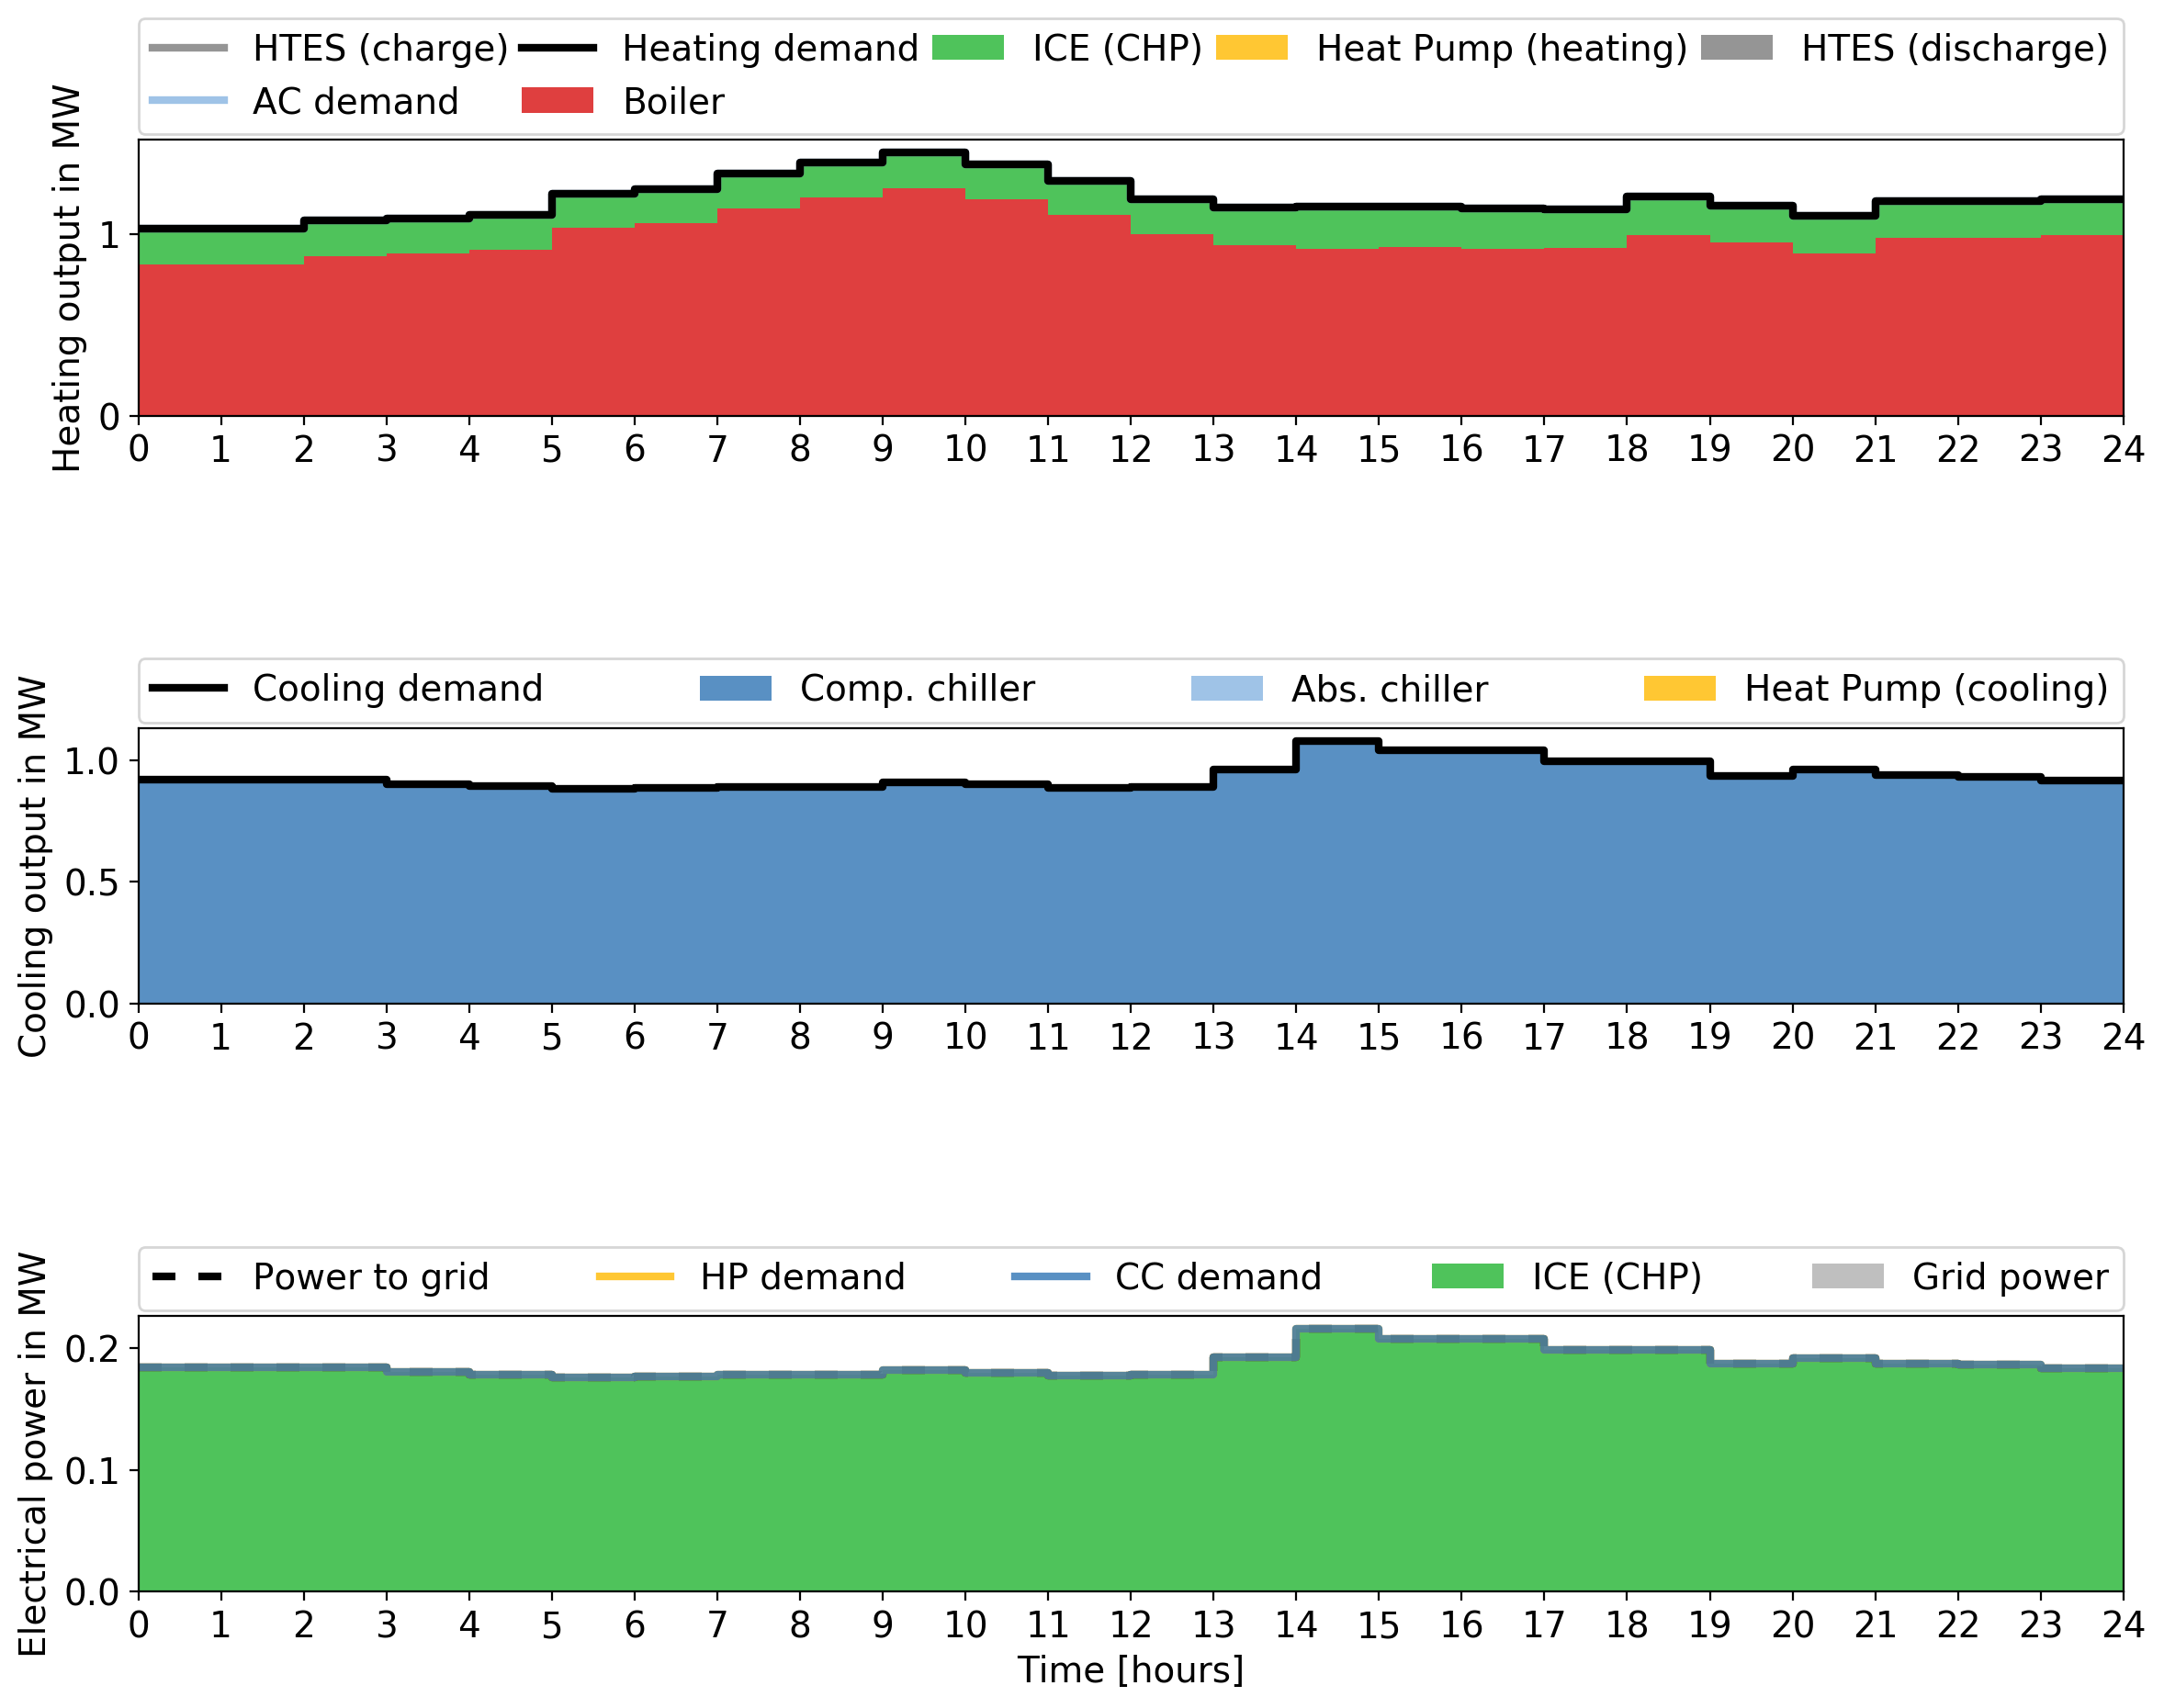 HTES (charge) Heating demand ICE (CHP) Heat Pump (heating) HTES (discharge)
AC demand Boiler
Heating output in MW
1
0
0 1 2 3 4 5 6 7 8 9 10 11 12 13 14 15 16 17 18 19 20 21 22 23 24
Cooling demand Comp. chiller Abs. chiller Heat Pump (cooling)
Cooling output in MW
1.0
0.5
0.0
0 1 2 3 4 5 6 7 8 9 10 11 12 13 14 15 16 17 18 19 20 21 22 23 24
Power to grid HP demand CC demand ICE (CHP) Grid power
Electrical power in MW
0.2
0.1
0.0
0 1 2 3 4 5 6 7 8 9 10 11 12 13 14 15 16 17 18 19 20 21 22 23 24
Time [hours]